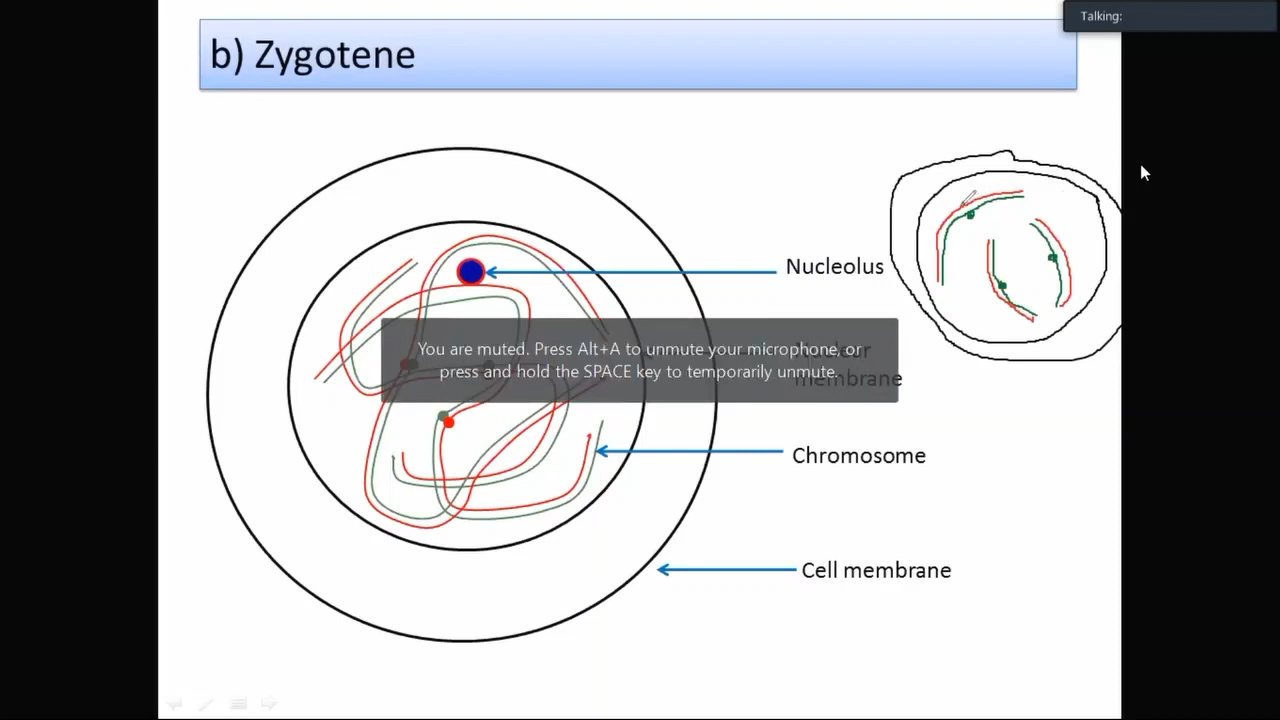 Talking:
b) Zygotene
Nucleolus
You are muted. Press Alt+A to unmute your microphone, or
press and hold the SPACE key to temporarily unmute.
Nuclear
membrane
Chromosome
Cell membrane